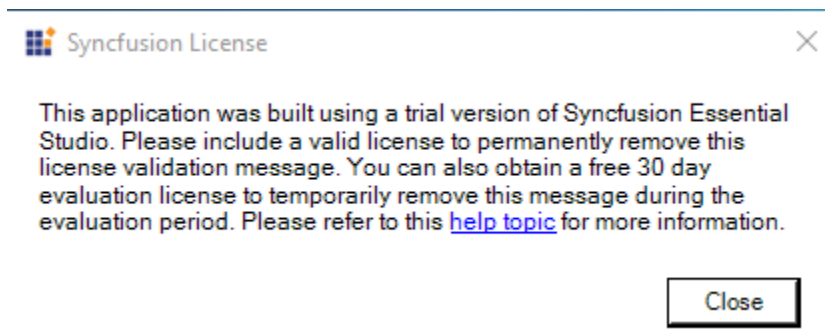 Syncfusion License
This application was built using a trial version of Syncfusion Essential
Studio. Please include a valid license to permanently remove this
license validation message. You can also obtain a free 30 day
evaluation license to temporarily remove this message during the
evaluation period. Please refer to this help topic for more information.
Close